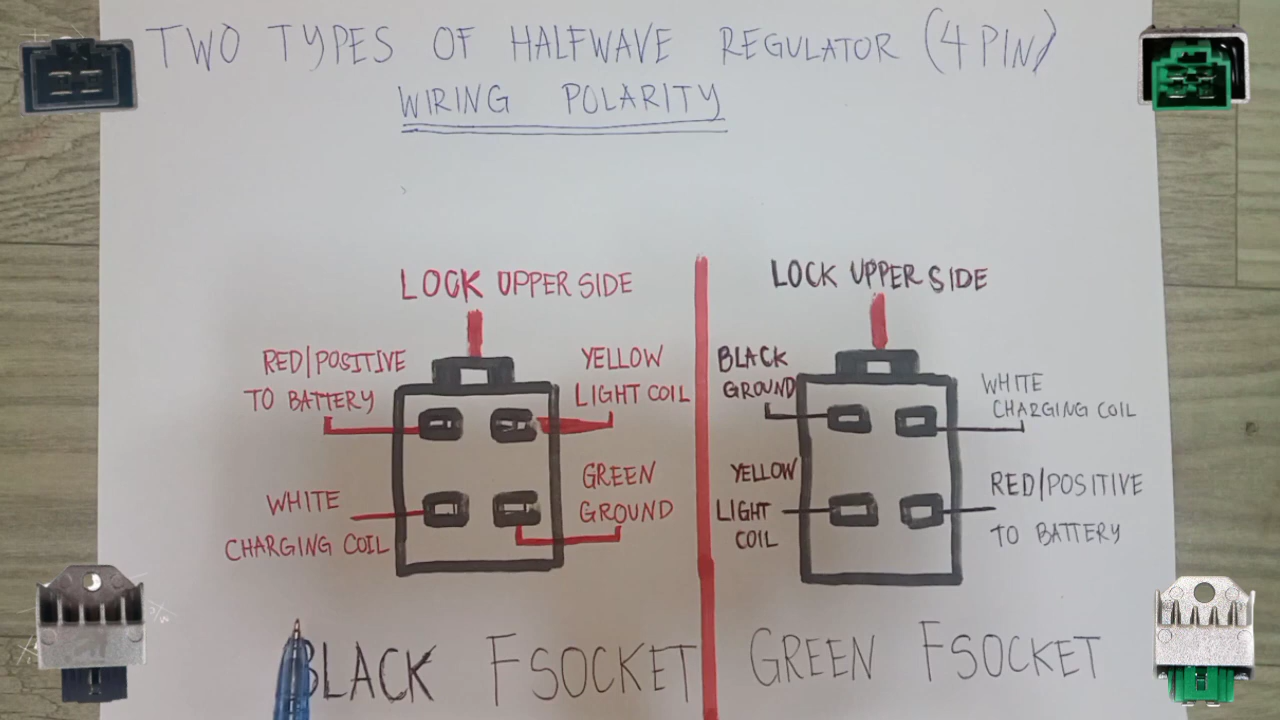 TWO TYPES OF HALFWAVE REGULATOR (4 PIN)
WIRING POLARITY
LOCK UPPER SIDE
RED/POSITIVE
TO BATTERY
YELLOW
LIGHT COIL
WHITE
CHARGING COIL
GREEN
GROUND
BLACK FSOCKET
LOCK UPPER SIDE
BLACK
GROUND
WHITE
CHARGING COIL
YELLOW
LIGHT
COIL
RED/POSITIVE
TO BATTERY
GREEN FSOCKET